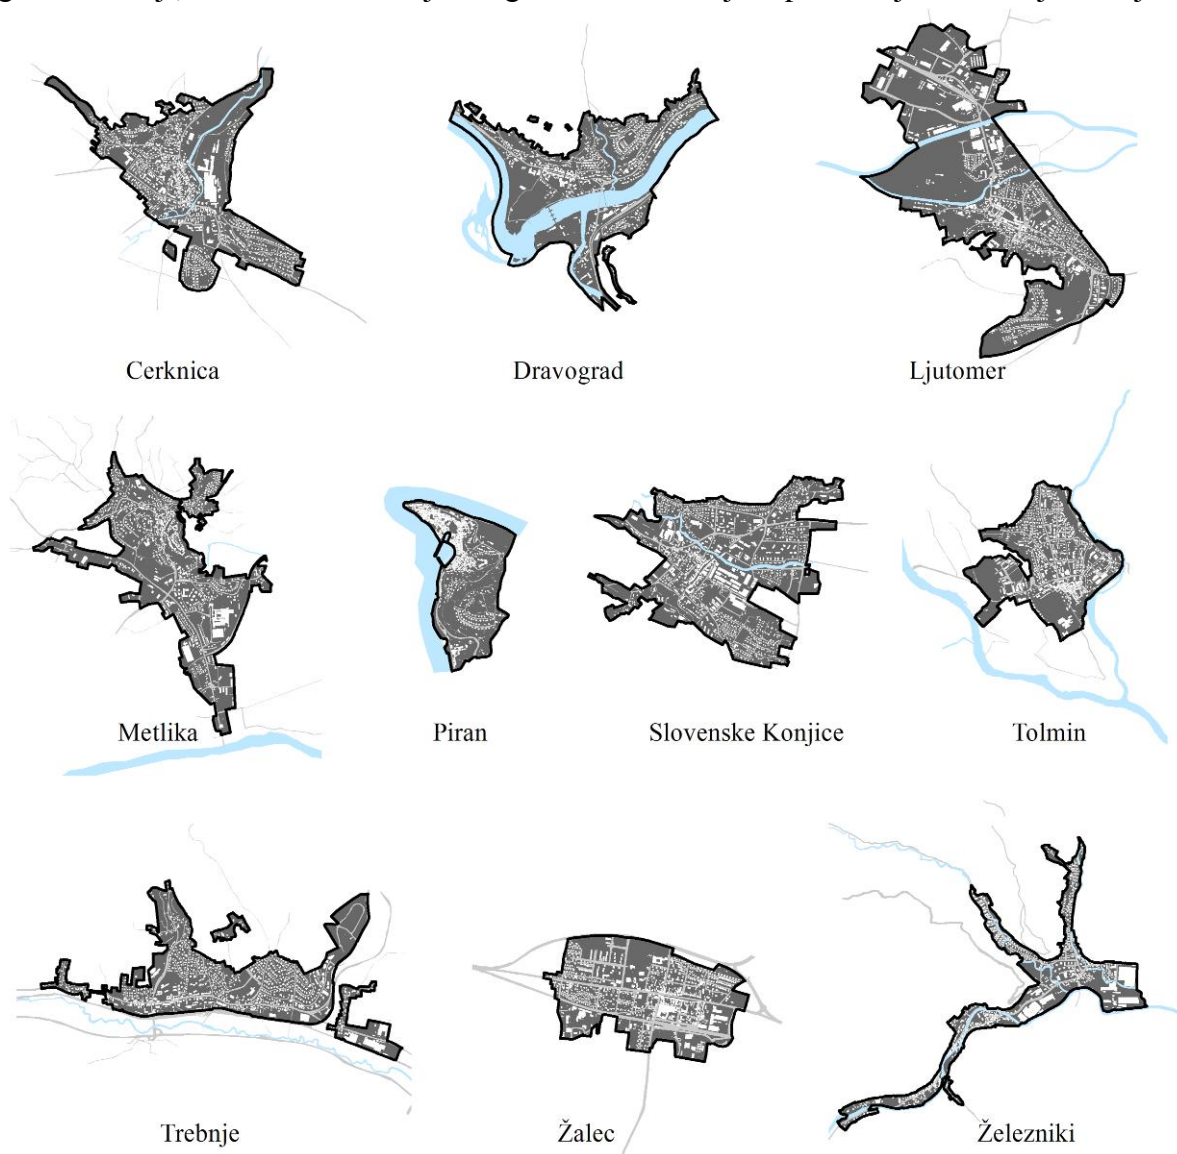 Cerknica
Dravograd
Ljutomer
Metlika
Piran
Slovenske Konjice
Tolmin
Trebnje
Žalec
Železniki